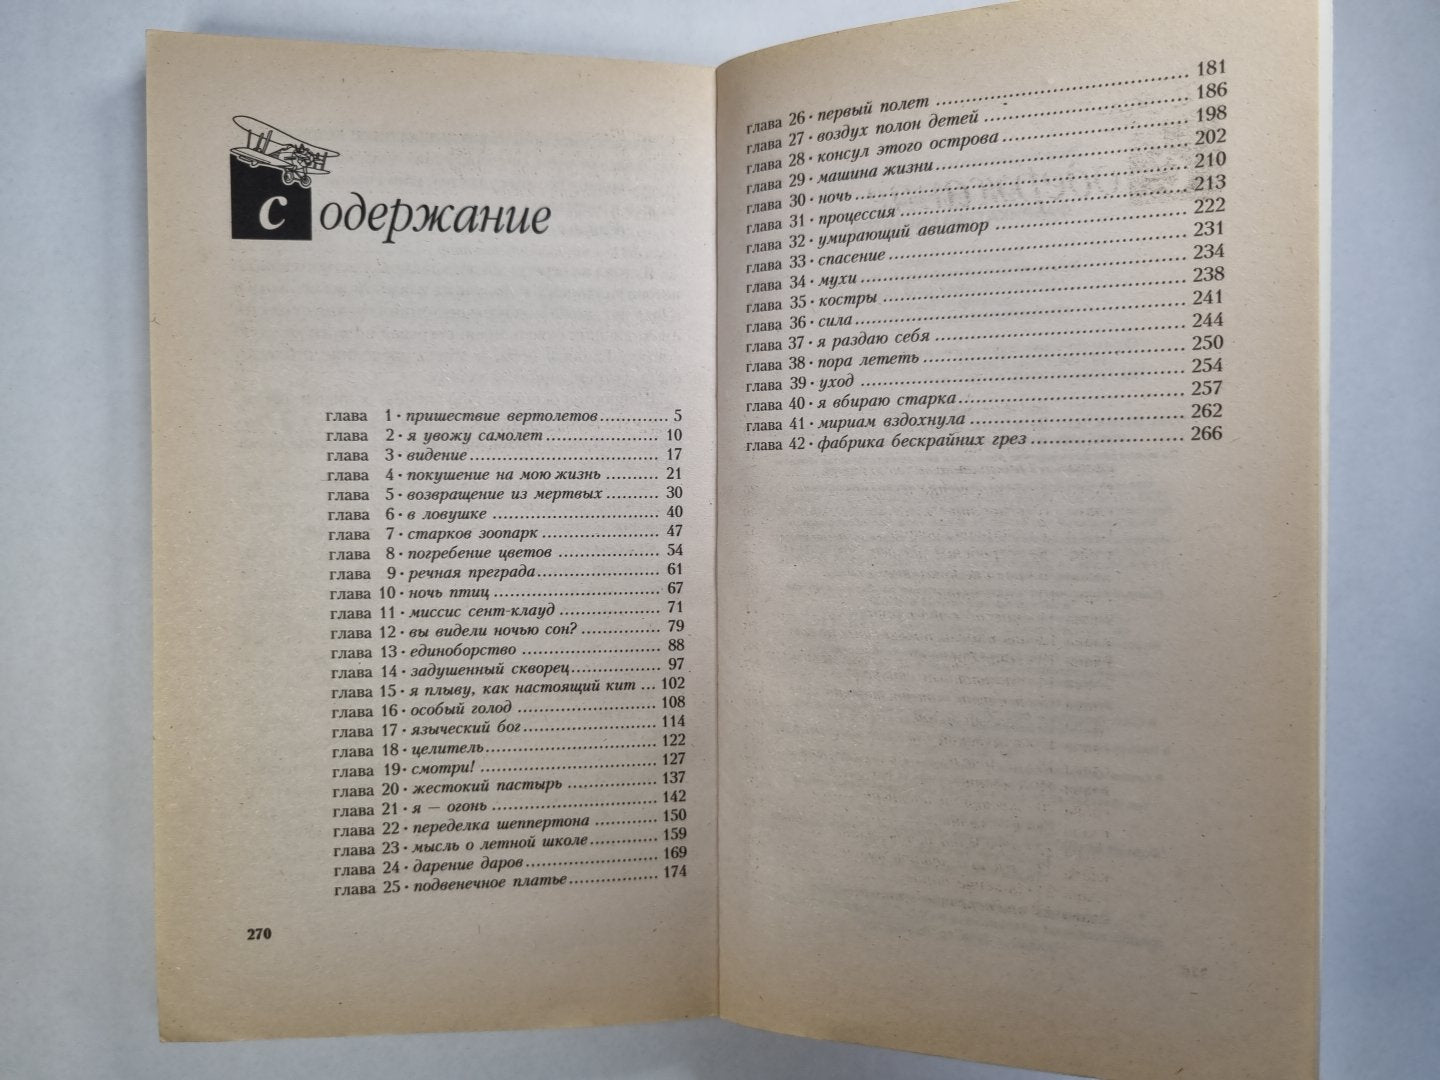 Содержание
глава 1 · пришествие вертолетов............ 5
глава 2 · я увожу самолет.................... 10
глава 3 · видение................................. 17
глава 4 · покушение на мою жизнь .......... 21
глава 5 · возвращение из мертвых .......... 30
глава 6 · в ловушке .............................. 40
глава 7 · старков зоопарк ..................... 47
глава 8 · погребение цветов .................. 54
глава 9 · речная преграда...................... 61
глава 10 · ночь птиц ............................. 67
глава 11 · миссис сент-клауд .................. 71
глава 12 · вы видели ночью сон? .............. 79
глава 13 · единоборство ........................ 88
глава 14 · задушенный скворец................ 97
глава 15 · я плыву, как настоящий кит ... 102
глава 16 · особый голод ........................ 108
глава 17 · языческий бог....................... 114
глава 18 · целитель.............................. 122
глава 19 · смотри! .............................. 127
глава 20 · жестокий пастырь ................ 137
глава 21 · я — огонь ............................ 142
глава 22 · переделка шеппертона ............ 150
глава 23 · мысль о летной школе............. 159
глава 24 · дарение даров....................... 169
глава 25 · подвенечное платье................ 174
270
глава 26 · первый полет ........................ 181
глава 27 · воздух полон детей ................. 186
глава 28 · консул этого острова .............. 198
глава 29 · машина жизни....................... 202
глава 30 · ночь.................................... 210
глава 31 · процессия............................. 213
глава 32 · умирающий авиатор ............... 222
глава 33 · спасение .............................. 231
глава 34 · мухи ................................... 234
глава 35 · костры ................................ 238
глава 36 · сила.................................... 241
глава 37 · я раздаю себя ........................ 244
глава 38 · пора лететь .......................... 250
глава 39 · уход ................................... 254
глава 40 · я вбираю старка..................... 257
глава 41 · мириам вздохнула .................. 262
глава 42 · фабрика бескрайних грез .......... 266